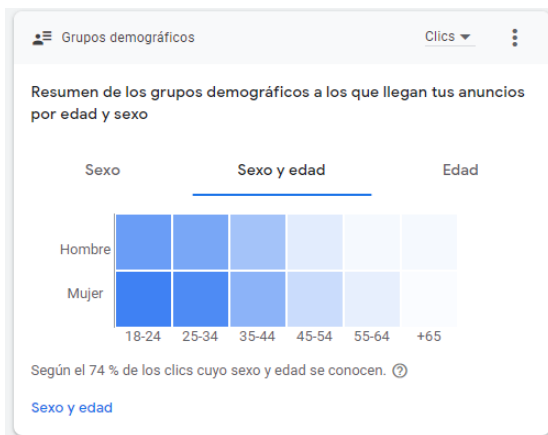 Grupos demográficos
Clics
Resumen de los grupos demográficos a los que llegan tus anuncios
por edad y sexo
Sexo
Sexo y edad
Edad
Hombre
Mujer
18-24 25-34 35-44 45-54 55-64 +65
Según el 74 % de los clics cuyo sexo y edad se conocen. ?
Sexo y edad